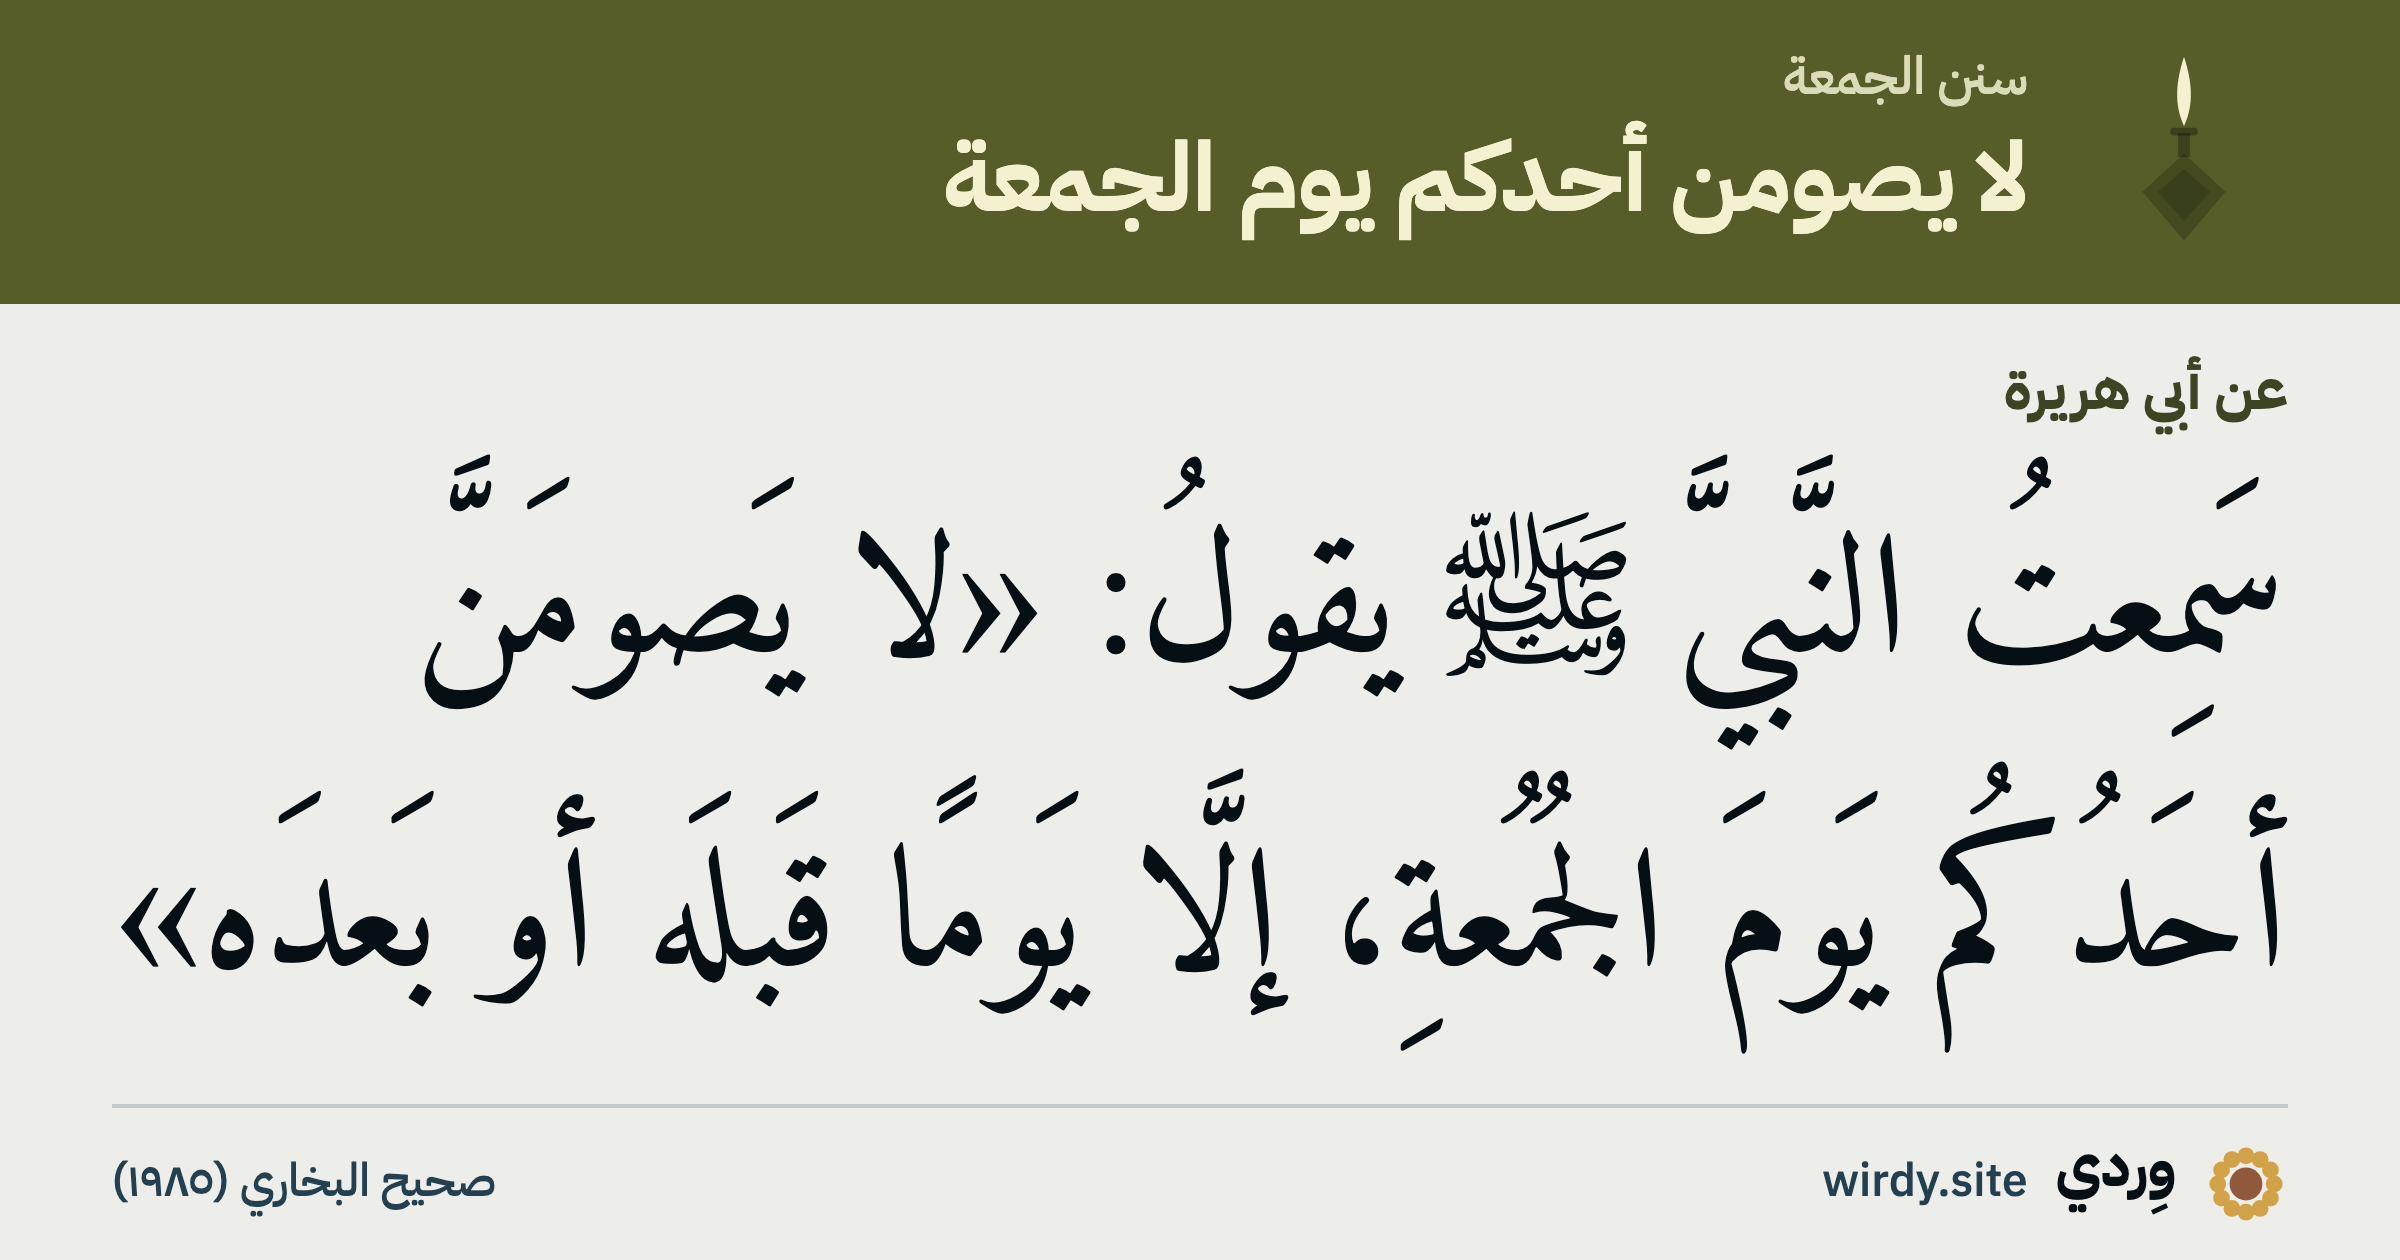 سنن الجمعة
لا يصومن أحدكم يوم الجمعة
عن أبي هريرة
سَمِعتُ النَّبيَّ ﷺ يقولُ: «لا يَصومَنَّ
أحَدُكُم يَومَ الجُمُعةِ، إلَّا يَومًا قَبلَه أو بَعدَه»
وِردي wirdy.site
صحيح البخاري (١٩٨٥)